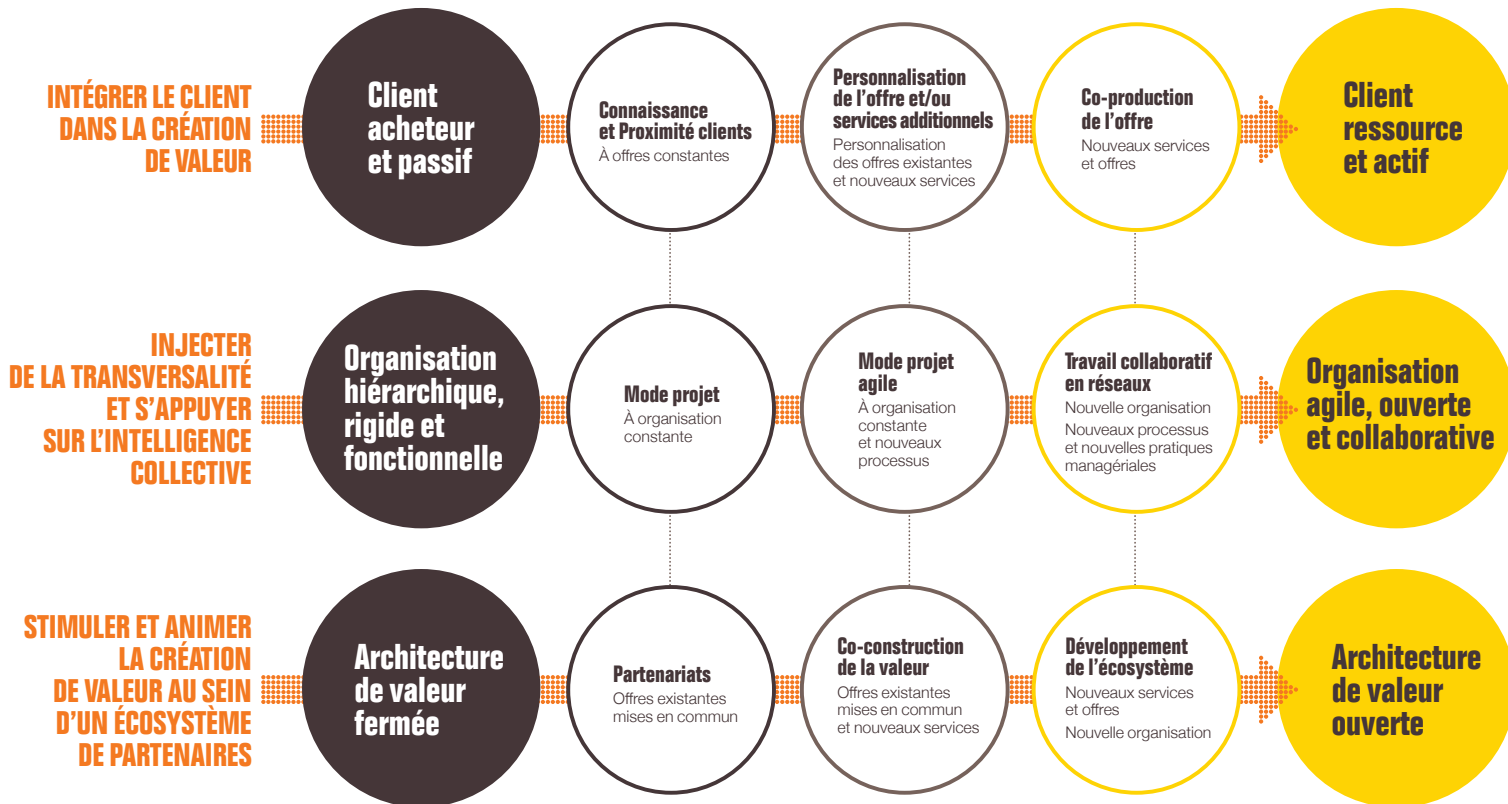 INTÉGRER LE CLIENT
DANS LA CRÉATION
DE VALEUR
Client
acheteur
et passif
Connaissance
et Proximité clients
À offres constantes
Personnalisation
de l’offre et/ou
services additionnels
Personnalisation
des offres existantes
et nouveaux services
Co-production
de l’offre
Nouveaux services
et offres
Client
ressource
et actif
INJECTER
DE LA TRANSVERSALITÉ
ET S’APPUYER
SUR L’INTELLIGENCE
COLLECTIVE
Organisation
hiérarchique,
rigide et
fonctionnelle
Mode projet
À organisation
constante
Mode projet
agile
À organisation
constante
et nouveaux
processus
Travail collaboratif
en réseaux
Nouvelle organisation
Nouveaux processus
et nouvelles pratiques
managériales
Organisation
agile, ouverte
et collaborative
STIMULER ET ANIMER
LA CRÉATION
DE VALEUR AU SEIN
D’UN ÉCOSYSTÈME
DE PARTENAIRES
Architecture
de valeur
fermée
Partenariats
Offres existantes
mises en commun
Co-construction
de la valeur
Offres existantes
mises en commun
et nouveaux services
Développement
de l’écosystème
Nouveaux services
et offres
Nouvelle organisation
Architecture
de valeur
ouverte